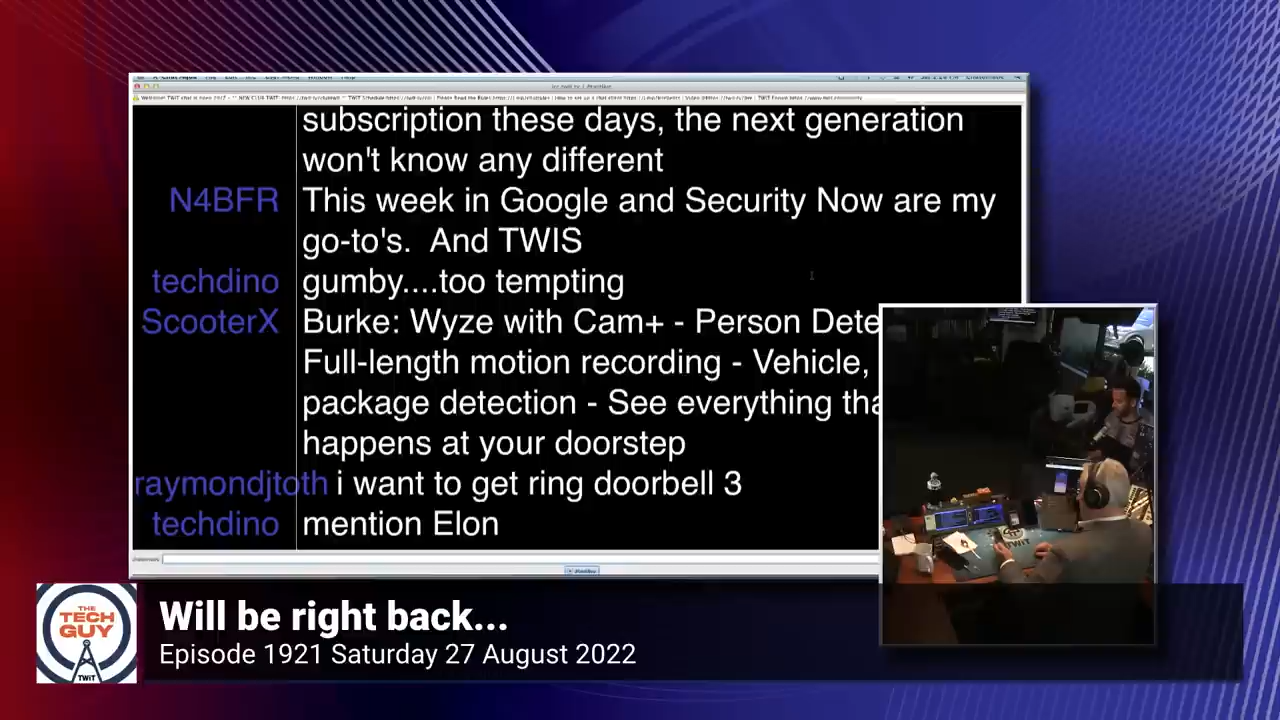 subscription these days, the next generation
won't know any different
N4BFR This week in Google and Security Now are my
go-to's. And TWIS
techdino gumby....too tempting
ScooterX Burke: Wyze with Cam+ - Person Dete
Full-length motion recording - Vehicle,
package detection - See everything tha
happens at your doorstep
raymondjtoth i want to get ring doorbell 3
techdino mention Elon
TWiT
THE
TECH
GUY
TWiT
Will be right back...
Episode 1921 Saturday 27 August 2022